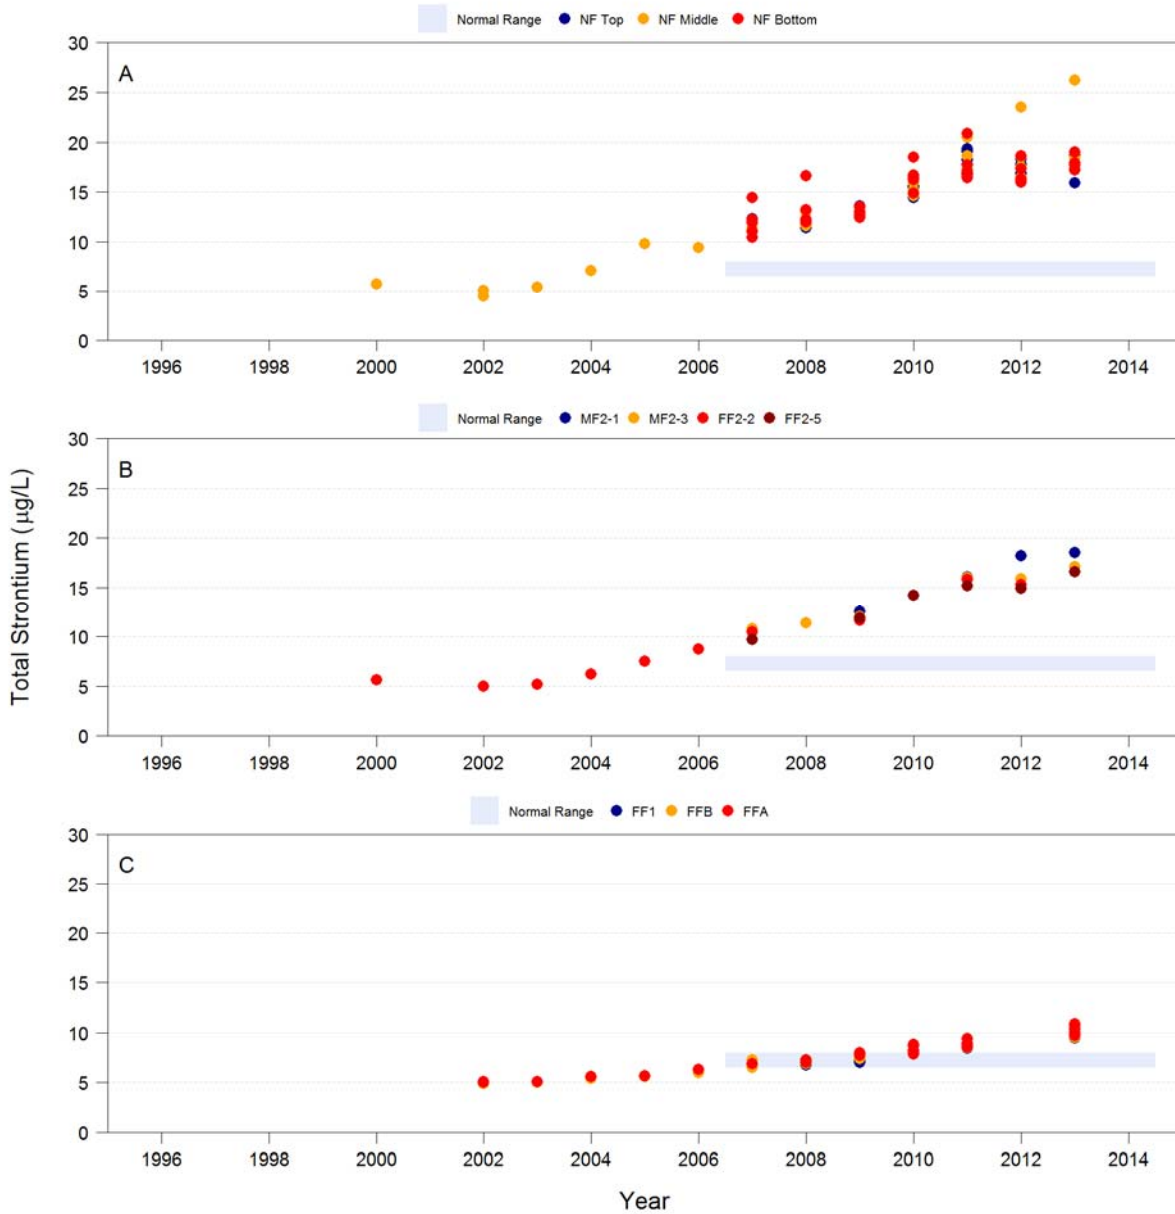 Normal Range NF Top NF Middle NF Bottom
A
30
25
20
15
10
5
0
1996 1998 2000 2002 2004 2006 2008 2010 2012 2014
Normal Range MF2-1 MF2-3 FF2-2 FF2-5
B
30
25
20
15
10
5
0
1996 1998 2000 2002 2004 2006 2008 2010 2012 2014
Total Strontium (µg/L)
Normal Range FF1 FFB FFA
C
30
25
20
15
10
5
0
1996 1998 2000 2002 2004 2006 2008 2010 2012 2014
Year